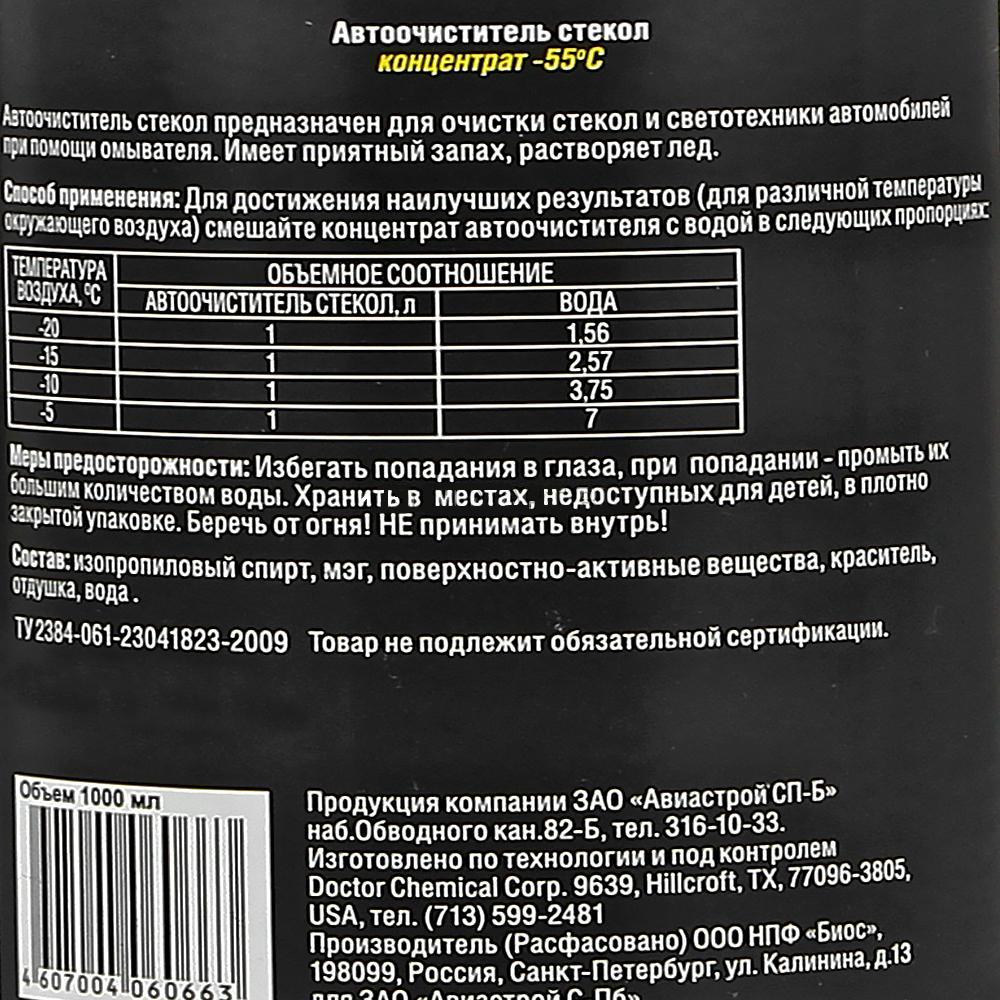 Автоочиститель стекол
концентрат -55°С
Автоочиститель стекол предназначен для очистки стекол и светотехники автомобилей
при помощи омывателя. Имеет приятный запах, растворяет лед.
Способ применения: Для достижения наилучших результатов (для различной температуры
окружающего воздуха) смешайте концентрат автоочистителя с водой в следующих пропорциях:
ТЕМПЕРАТУРА ВОЗДУХА, °С ОБЪЕМНОЕ СООТНОШЕНИЕ
АВТООЧИСТИТЕЛЬ СТЕКОЛ, л ВОДА
-20 1 1,56
-15 1 2,57
-10 1 3,75
-5 1 7
Меры предосторожности: Избегать попадания в глаза, при попадании - промыть их
большим количеством воды. Хранить в местах, недоступных для детей, в плотно
закрытой упаковке. Беречь от огня! НЕ принимать внутрь!
Состав: изопропиловый спирт, мэг, поверхностно-активные вещества, краситель,
отдушка, вода.
ТУ 2384-061-23041823-2009 Товар не подлежит обязательной сертификации.
Объем 1000 мл
4 607004 060663
Продукция компании ЗАО «Авиастрой СП-Б»
наб.Обводного кан.82-Б, тел. 316-10-33.
Изготовлено по технологии и под контролем
Doctor Chemical Corp. 9639, Hillcroft, TX, 77096-3805,
USA, тел. (713) 599-2481
Производитель (Расфасовано) ООО НПФ «Биос»,
198099, Россия, Санкт-Петербург, ул. Калинина, д.13
для ЗАО «Авиастрой С-Пб»